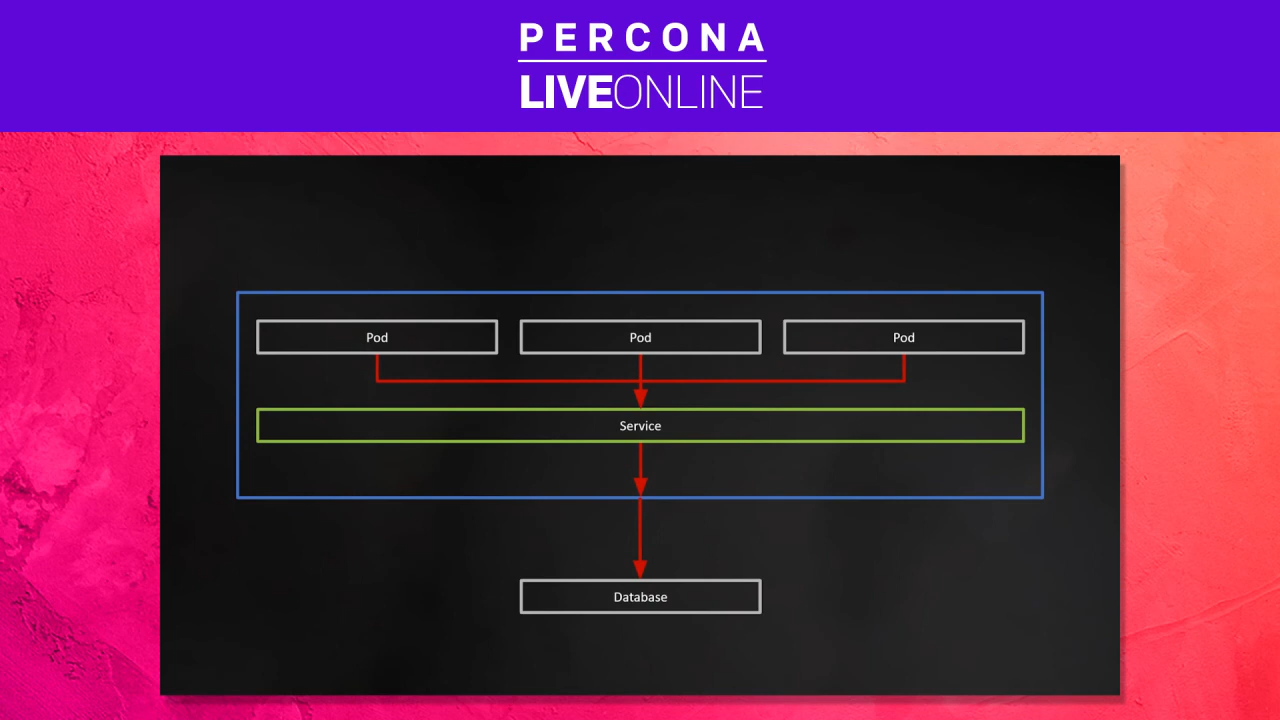 PERCONA
LIVEONLINE
Pod
Pod
Pod
Service
Database